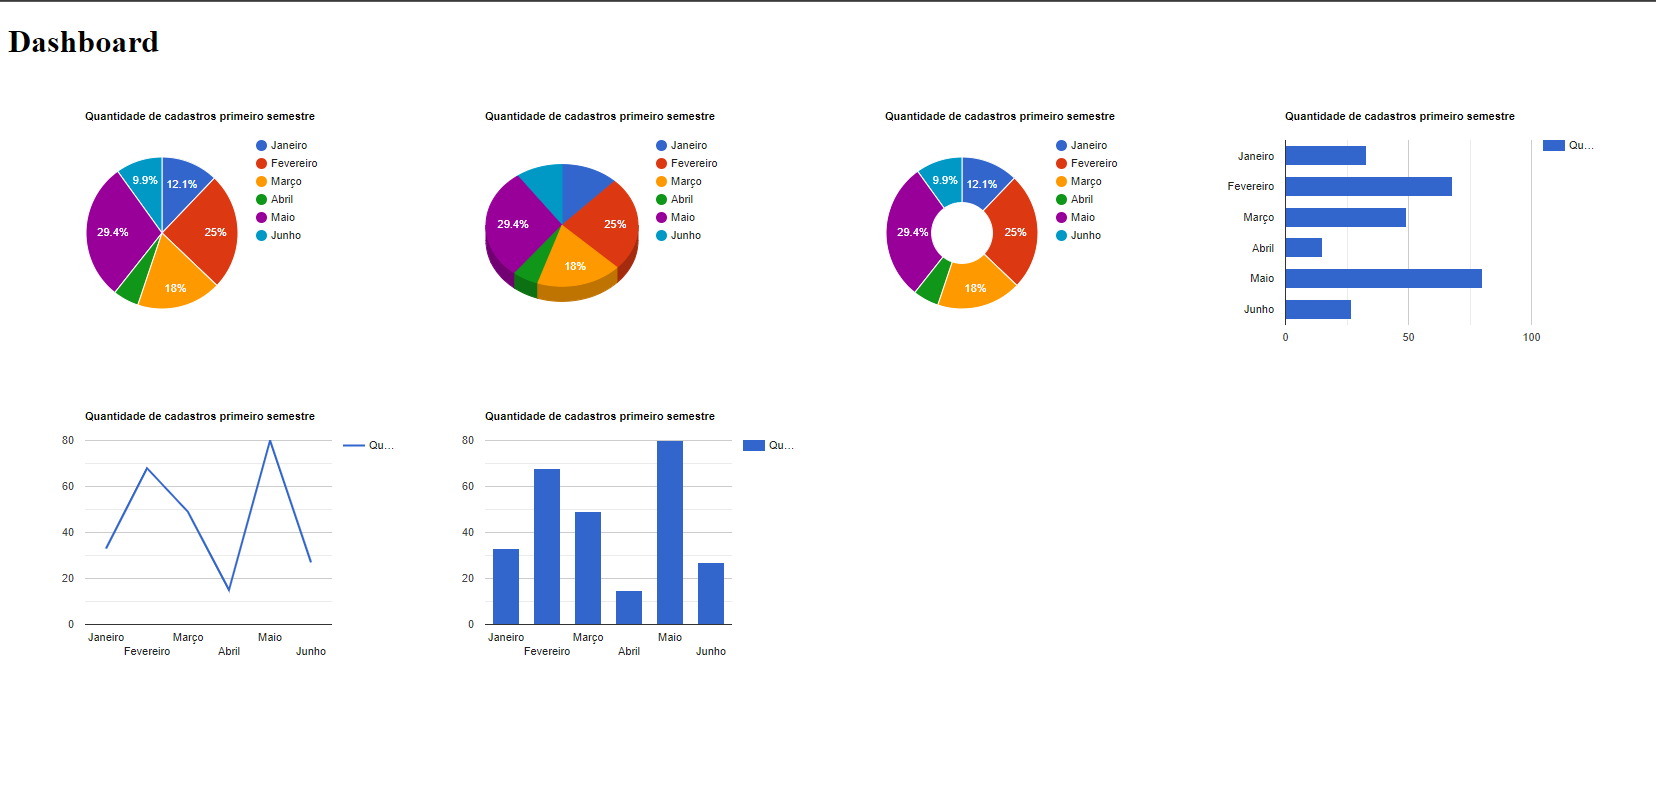 Dashboard
Quantidade de cadastros primeiro semestre
Janeiro
Fevereiro
Março
Abril
Maio
Junho
9.9%
12.1%
29.4%
25%
18%
Quantidade de cadastros primeiro semestre
Janeiro
Fevereiro
Março
Abril
Maio
Junho
29.4%
25%
18%
Quantidade de cadastros primeiro semestre
Janeiro
Fevereiro
Março
Abril
Maio
Junho
9.9%
12.1%
29.4%
25%
18%
Quantidade de cadastros primeiro semestre
Qu...
Janeiro
Fevereiro
Março
Abril
Maio
Junho
0 50 100
Quantidade de cadastros primeiro semestre
80
60
40
20
0
Qu...
Janeiro Março Maio
Fevereiro Abril Junho
Quantidade de cadastros primeiro semestre
80
60
40
20
0
Qu...
Janeiro Março Maio
Fevereiro Abril Junho